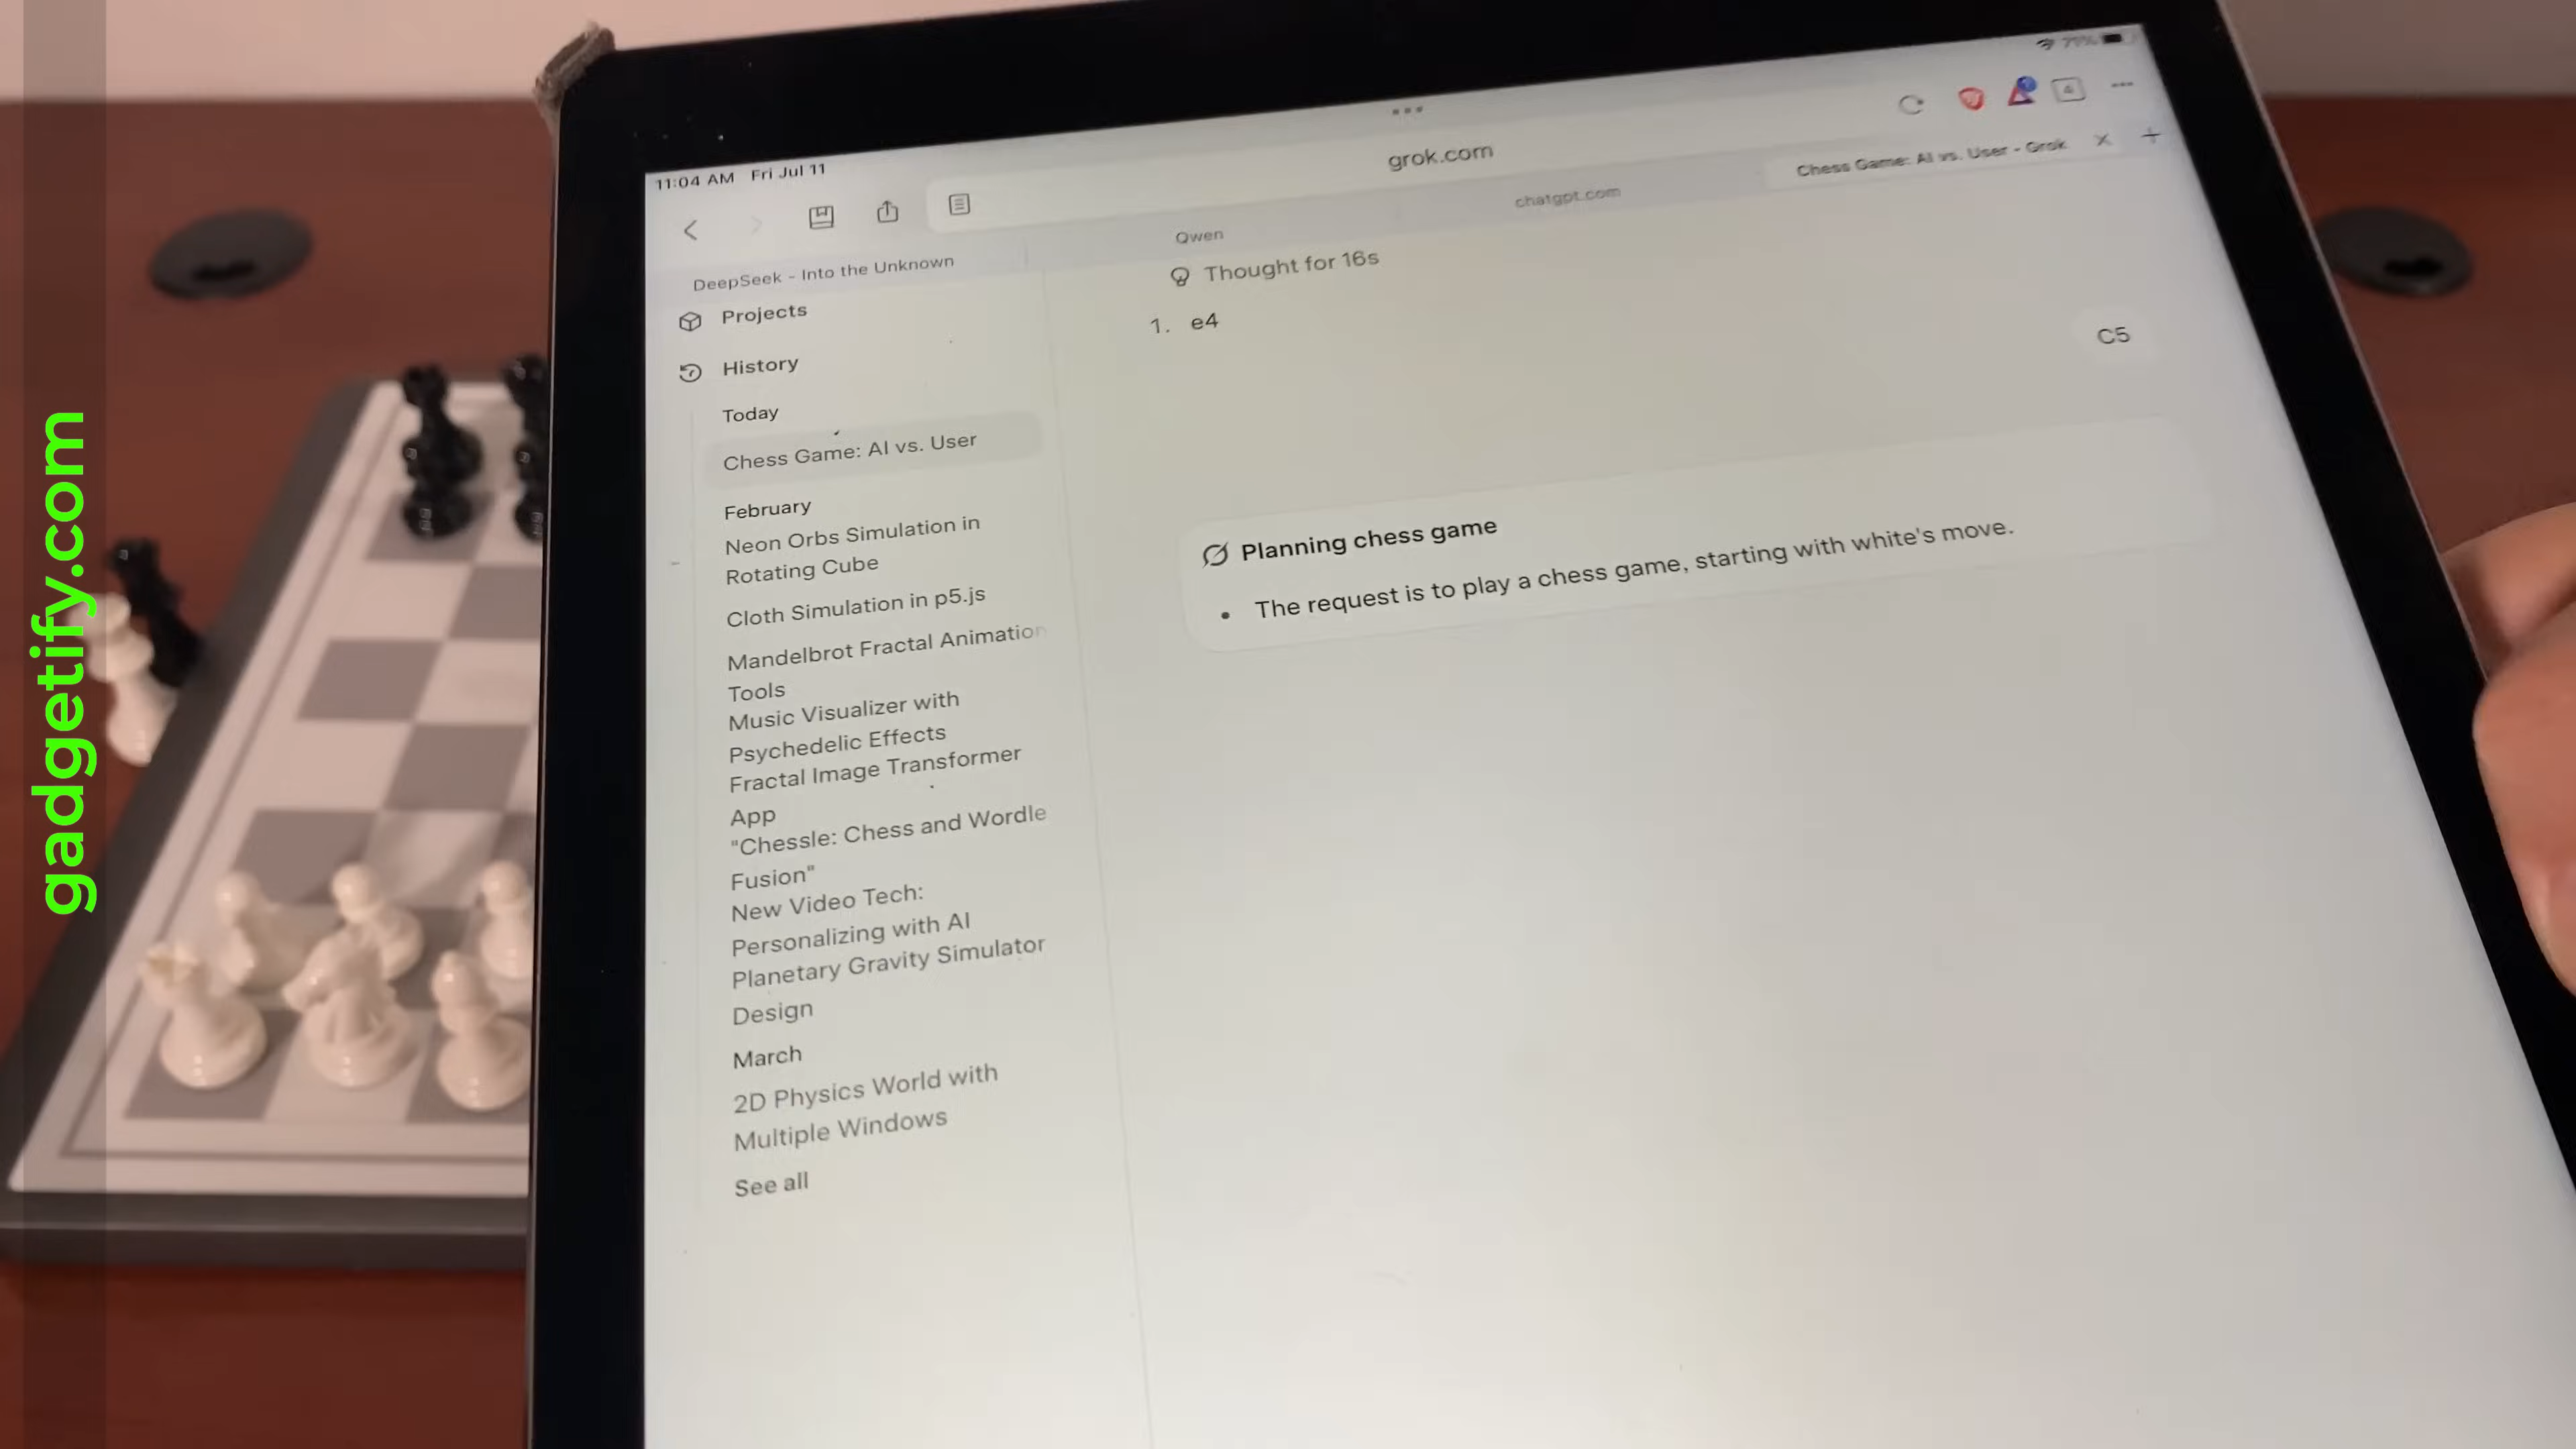 gadgetify.com
11:04 AM Fri Jul 11
71%
grok.com
4
DeepSeek - Into the Unknown
Qwen
chatgpt.com
Chess Game: AI vs. User - Grok
Projects
History
Today
Chess Game: AI vs. User
February
Neon Orbs Simulation in
Rotating Cube
Cloth Simulation in p5.js
Mandelbrot Fractal Animation
Tools
Music Visualizer with
Psychedelic Effects
Fractal Image Transformer
App
"Chessle: Chess and Wordle
Fusion"
New Video Tech:
Personalizing with AI
Planetary Gravity Simulator
Design
March
2D Physics World with
Multiple Windows
See all
Thought for 16s
1. e4
C5
Planning chess game
• The request is to play a chess game, starting with white's move.